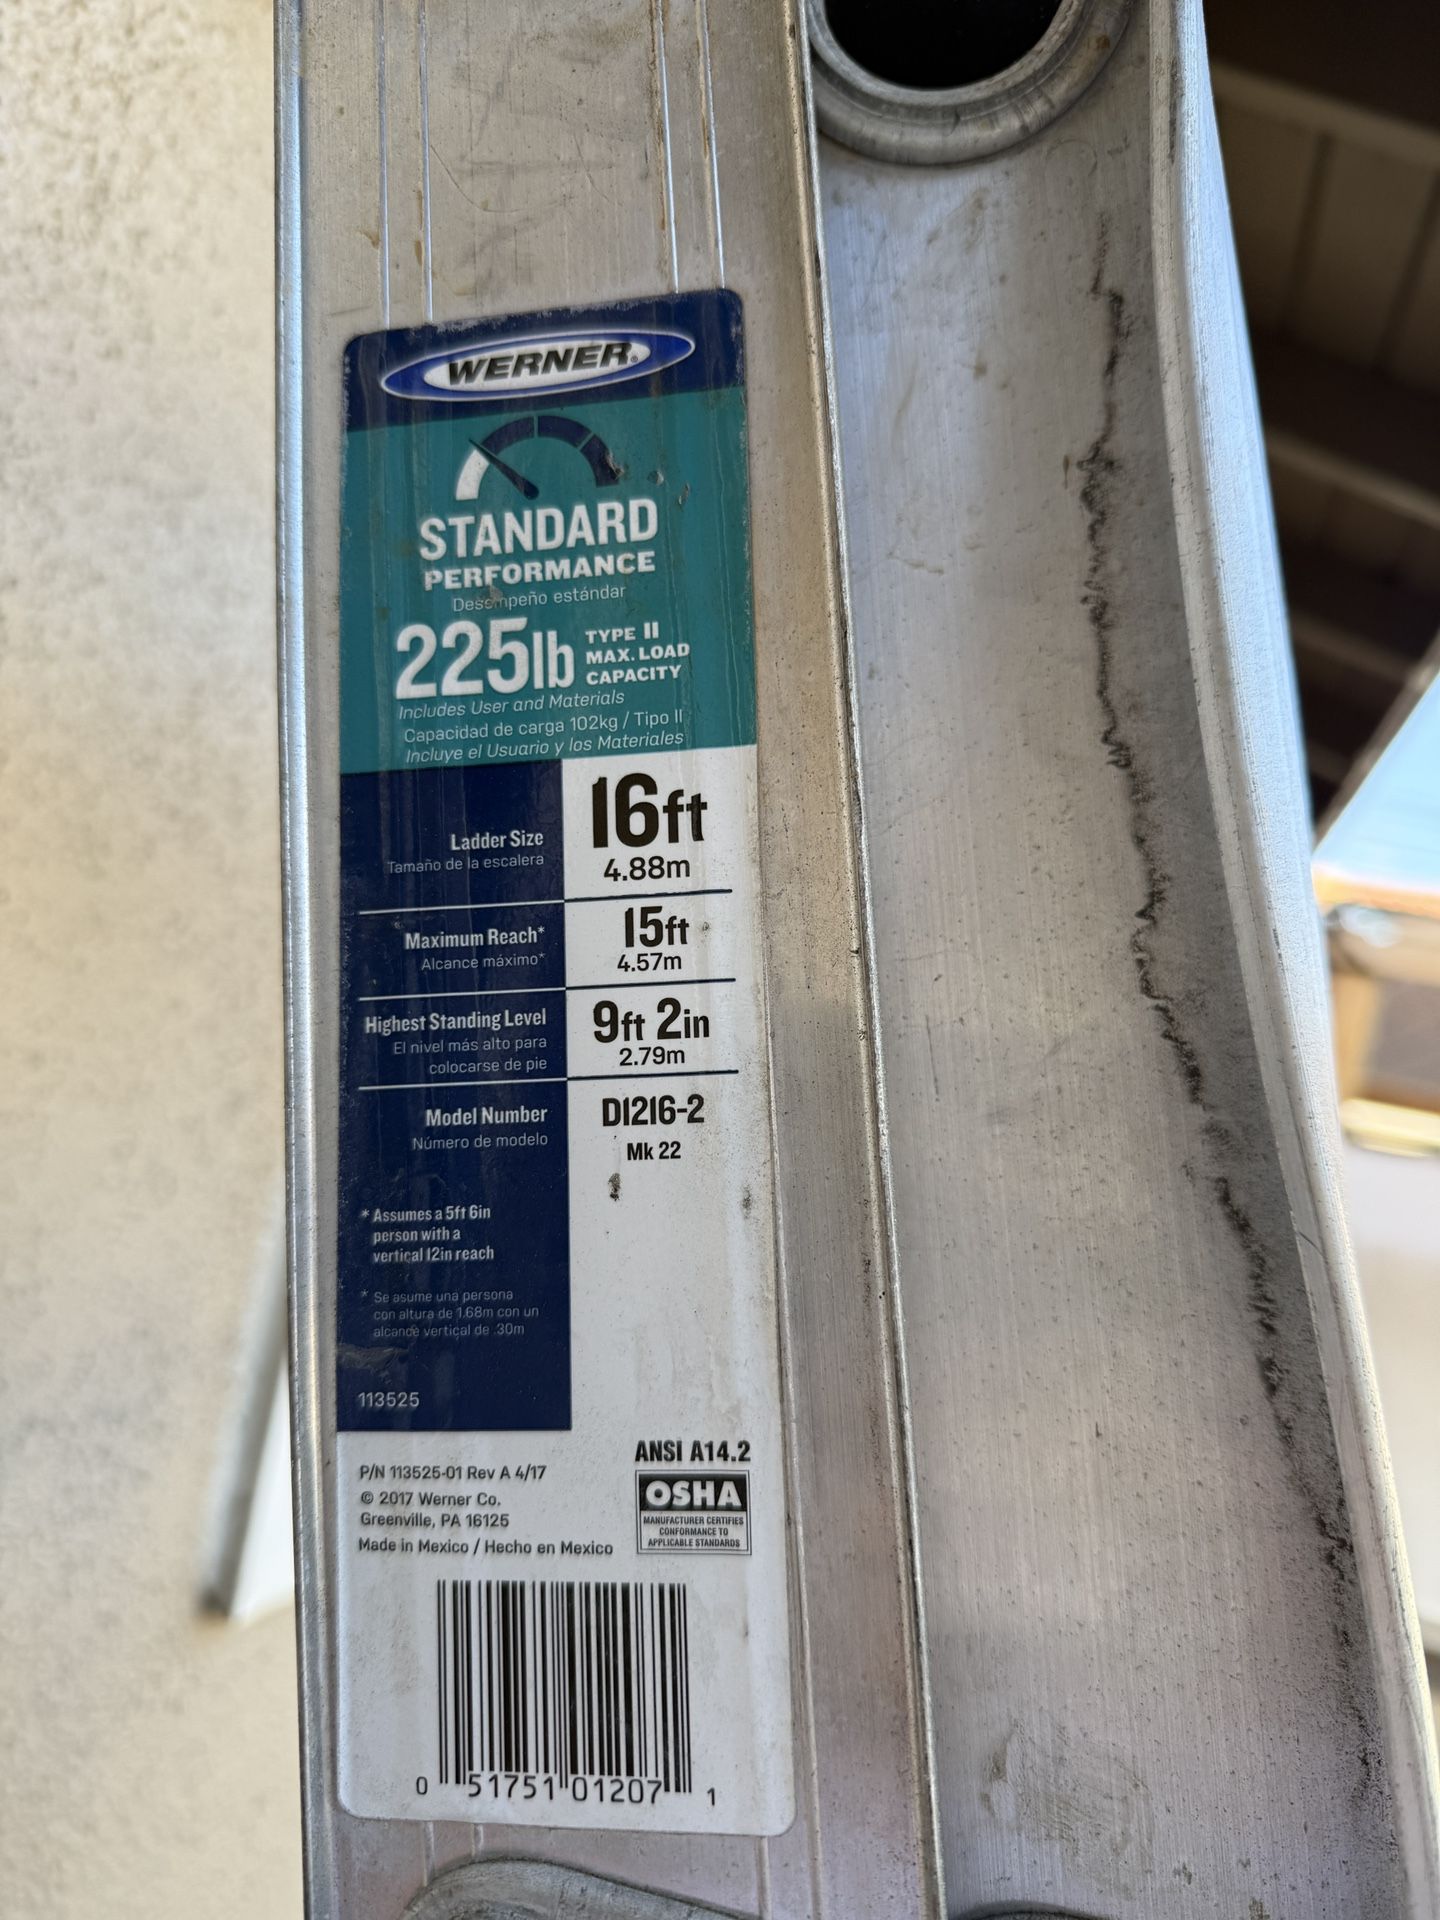 WERNER®
STANDARD
PERFORMANCE
Desempeño estándar
225lb TYPE II
MAX. LOAD
CAPACITY
Includes User and Materials
Capacidad de carga 102kg / Tipo II
Incluye el Usuario y los Materiales
Ladder Size 16ft
Tamaño de la escalera 4.88m
Maximum Reach* 15ft
Alcance máximo* 4.57m
Highest Standing Level 9ft 2in
El nivel más alto para 2.79m
colocarse de pie
Model Number D1216-2
Número de modelo Mk 22
* Assumes a 5ft 6in
person with a
vertical 12in reach
* Se asume una persona
con altura de 1.68m con un
alcance vertical de .30m
113525
ANSI A14.2
P/N 113525-01 Rev A 4/17
© 2017 Werner Co.
Greenville, PA 16125
Made in Mexico / Hecho en Mexico
OSHA
MANUFACTURER CERTIFIES
CONFORMANCE TO
APPLICABLE STANDARDS
0 51751 01207 1